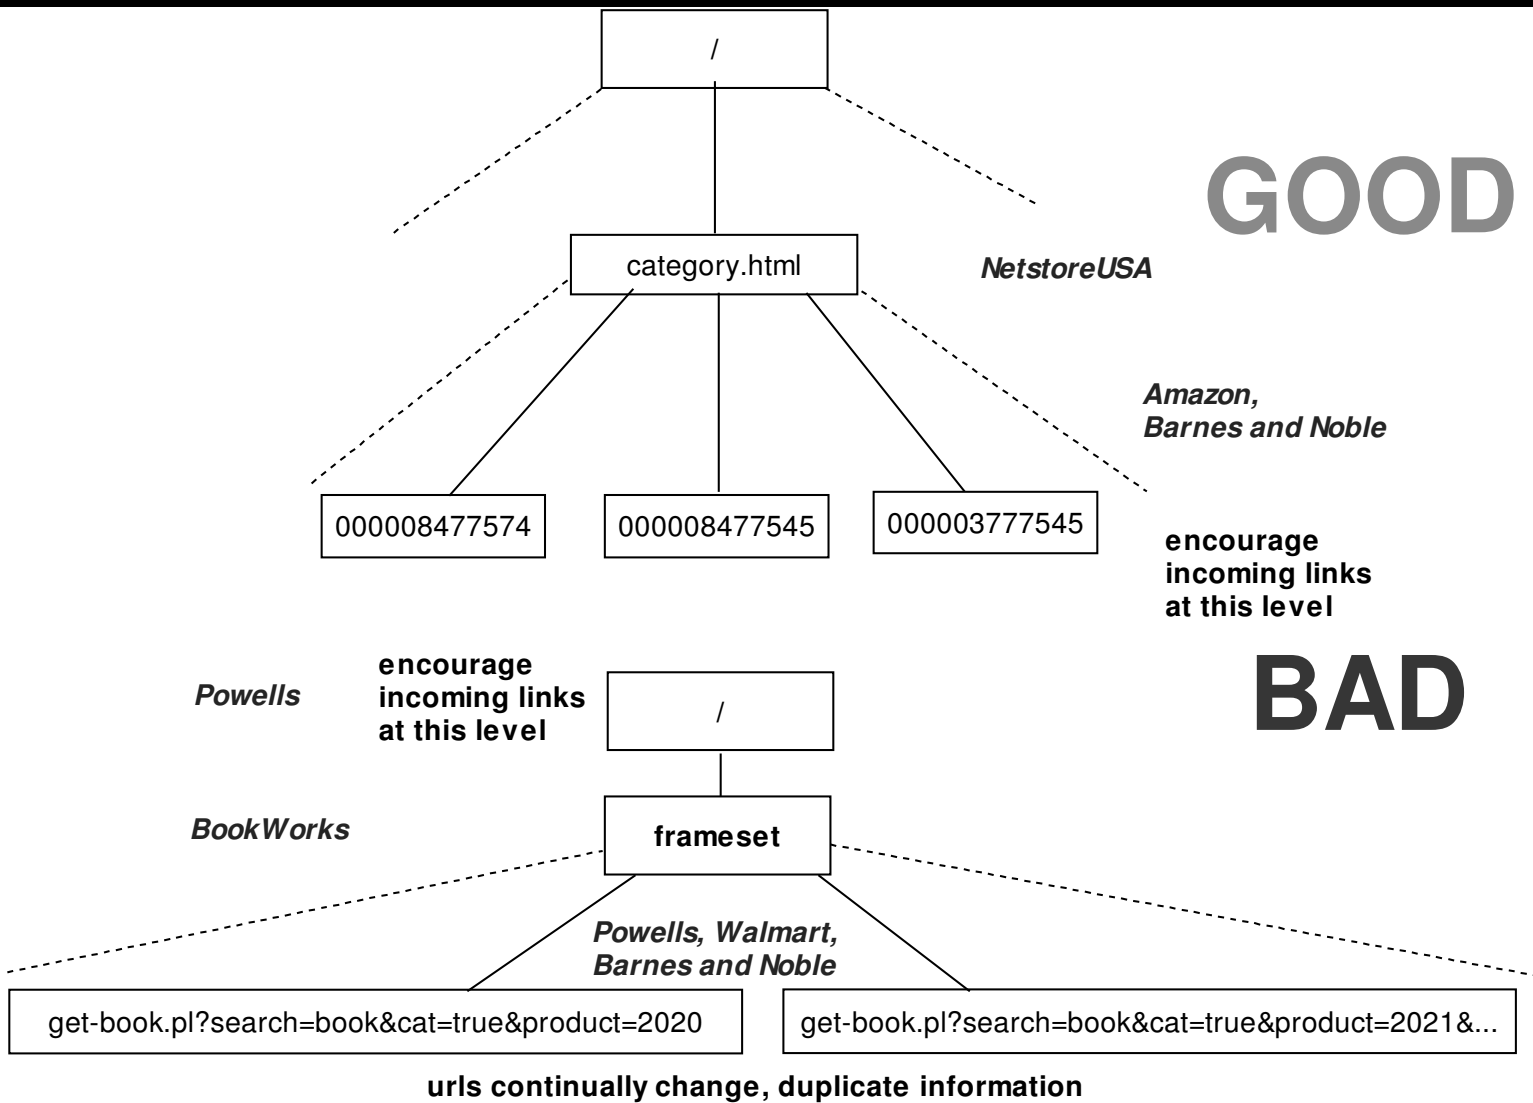 /
GOOD
category.html
NetstoreUSA
Amazon,
Barnes and Noble
000008477574
000008477545
000003777545
encourage
incoming links
at this level
BAD
Powells
encourage
incoming links
at this level
/
BookWorks
frameset
Powells, Walmart,
Barnes and Noble
get-book.pl?search=book&cat=true&product=2020
get-book.pl?search=book&cat=true&product=2021&...
urls continually change, duplicate information